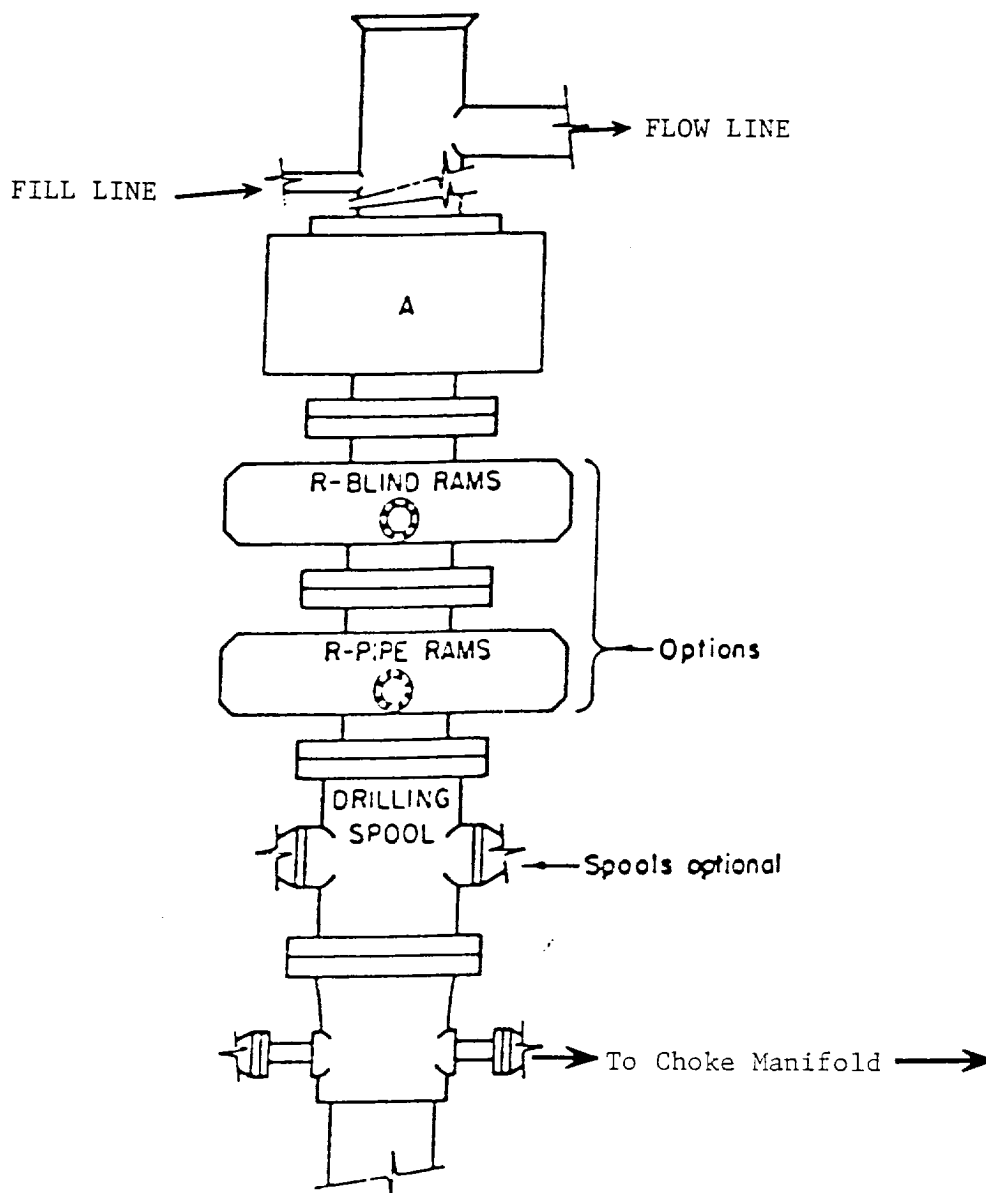 FLOW LINE
FILL LINE
A
R-BLIND RAMS
R-PIPE RAMS
Options
DRILLING
SPOOL
Spools optional
To Choke Manifold